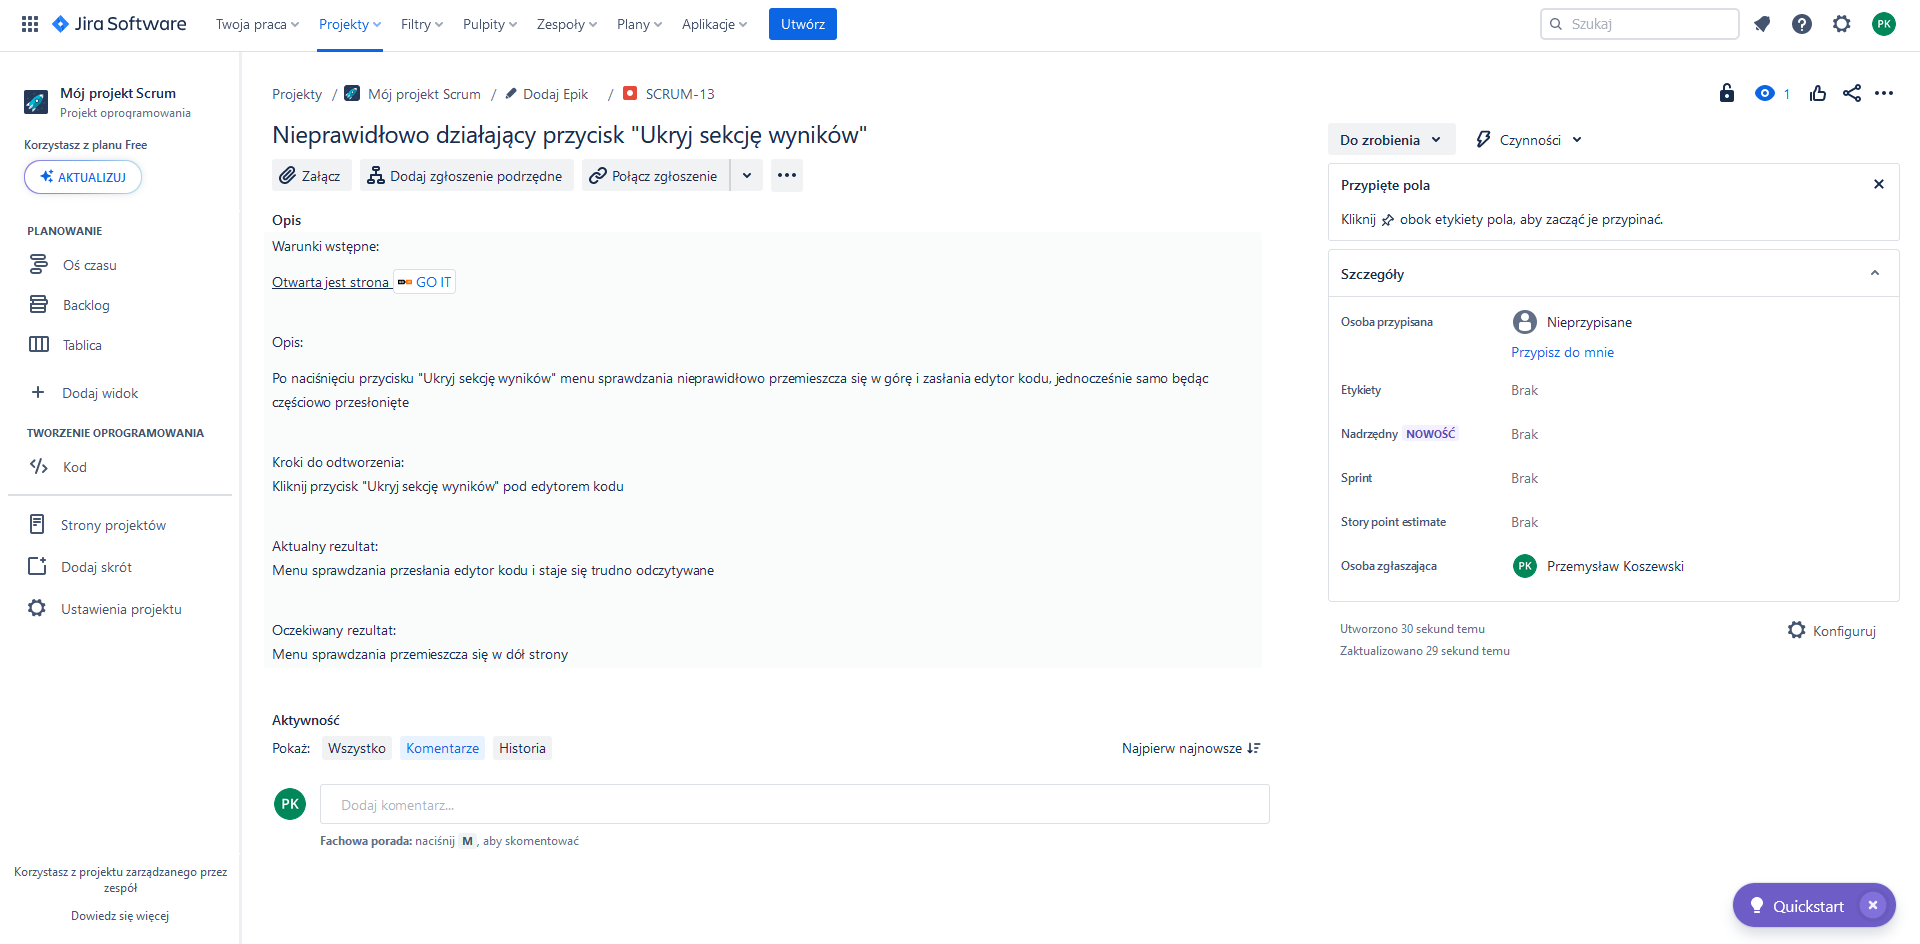 Jira Software
Twoja praca
Projekty
Filtry
Pulpity
Zespoły
Plany
Aplikacje
Utwórz
Szukaj
PK
Mój projekt Scrum
Projekt oprogramowania
Korzystasz z planu Free
AKTUALIZUJ
PLANOWANIE
Oś czasu
Backlog
Tablica
Dodaj widok
TWORZENIE OPROGRAMOWANIA
Kod
Strony projektów
Dodaj skrót
Ustawienia projektu
Korzystasz z projektu zarządzanego przez
zespół
Dowiedz się więcej
Projekty / Mój projekt Scrum / Dodaj Epik / SCRUM-13
Nieprawidłowo działający przycisk "Ukryj sekcję wyników"
Załącz
Dodaj zgłoszenie podrzędne
Połącz zgłoszenie
Opis
Warunki wstępne:
Otwarta jest strona GO IT
Opis:
Po naciśnięciu przycisku "Ukryj sekcję wyników" menu sprawdzania nieprawidłowo przemieszcza się w górę i zasłania edytor kodu, jednocześnie samo będąc
częściowo przesłonięte
Kroki do odtworzenia:
Kliknij przycisk "Ukryj sekcję wyników" pod edytorem kodu
Aktualny rezultat:
Menu sprawdzania przesłania edytor kodu i staje się trudno odczytywane
Oczekiwany rezultat:
Menu sprawdzania przemieszcza się w dół strony
Aktywność
Pokaż: Wszystko Komentarze Historia
Najpierw najnowsze
PK
Dodaj komentarz...
Fachowa porada: naciśnij M, aby skomentować
1
Do zrobienia
Czynności
Przypięte pola
Kliknij obok etykiety pola, aby zacząć je przypinać.
Szczegóły
Osoba przypisana Nieprzypisane
Przypisz do mnie
Etykiety Brak
Nadrzędny NOWOŚĆ Brak
Sprint Brak
Story point estimate Brak
Osoba zgłaszająca PK Przemysław Koszewski
Utworzono 30 sekund temu
Zaktualizowano 29 sekund temu
Konfiguruj
Quickstart